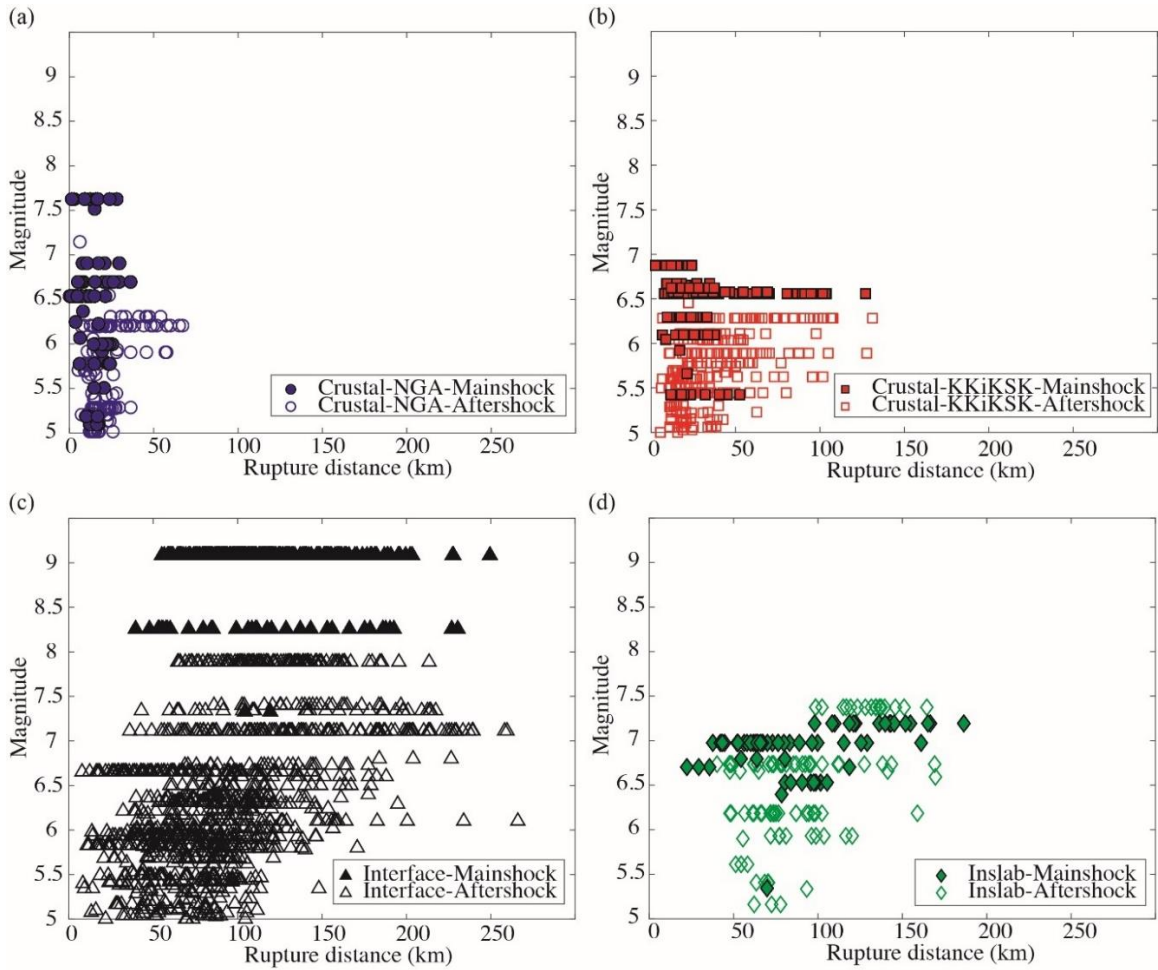 (a)
9
8.5
8
7.5
7
6.5
6
5.5
5
Magnitude
Crustal-NGA-Mainshock
Crustal-NGA-Aftershock
0 50 100 150 200 250
Rupture distance (km)
(b)
9
8.5
8
7.5
7
6.5
6
5.5
5
Magnitude
Crustal-KKiKSK-Mainshock
Crustal-KKiKSK-Aftershock
0 50 100 150 200 250
Rupture distance (km)
(c)
9
8.5
8
7.5
7
6.5
6
5.5
5
Magnitude
Interface-Mainshock
Interface-Aftershock
0 50 100 150 200 250
Rupture distance (km)
(d)
9
8.5
8
7.5
7
6.5
6
5.5
5
Magnitude
Inslab-Mainshock
Inslab-Aftershock
0 50 100 150 200 250
Rupture distance (km)